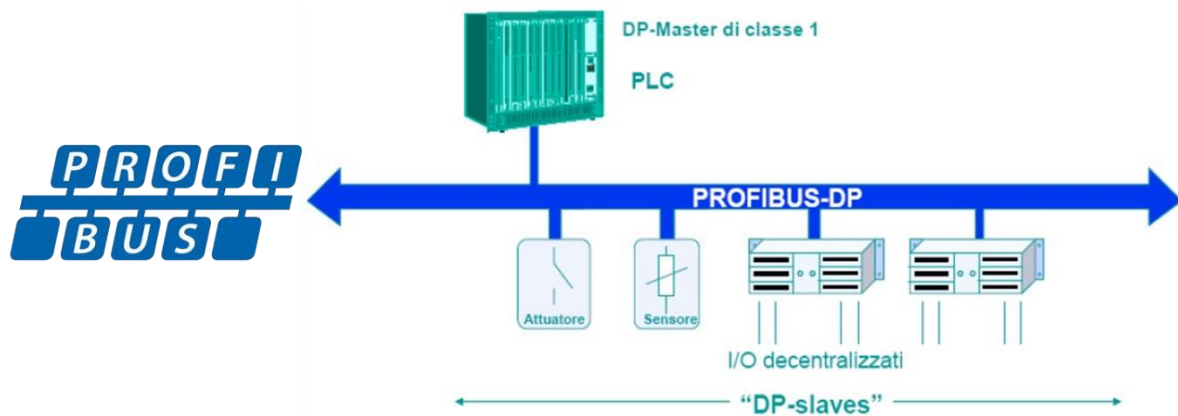 PROFI
BUS
DP-Master di classe 1
PLC
PROFIBUS-DP
Attuatore
Sensore
I/O decentralizzati
“DP-slaves”